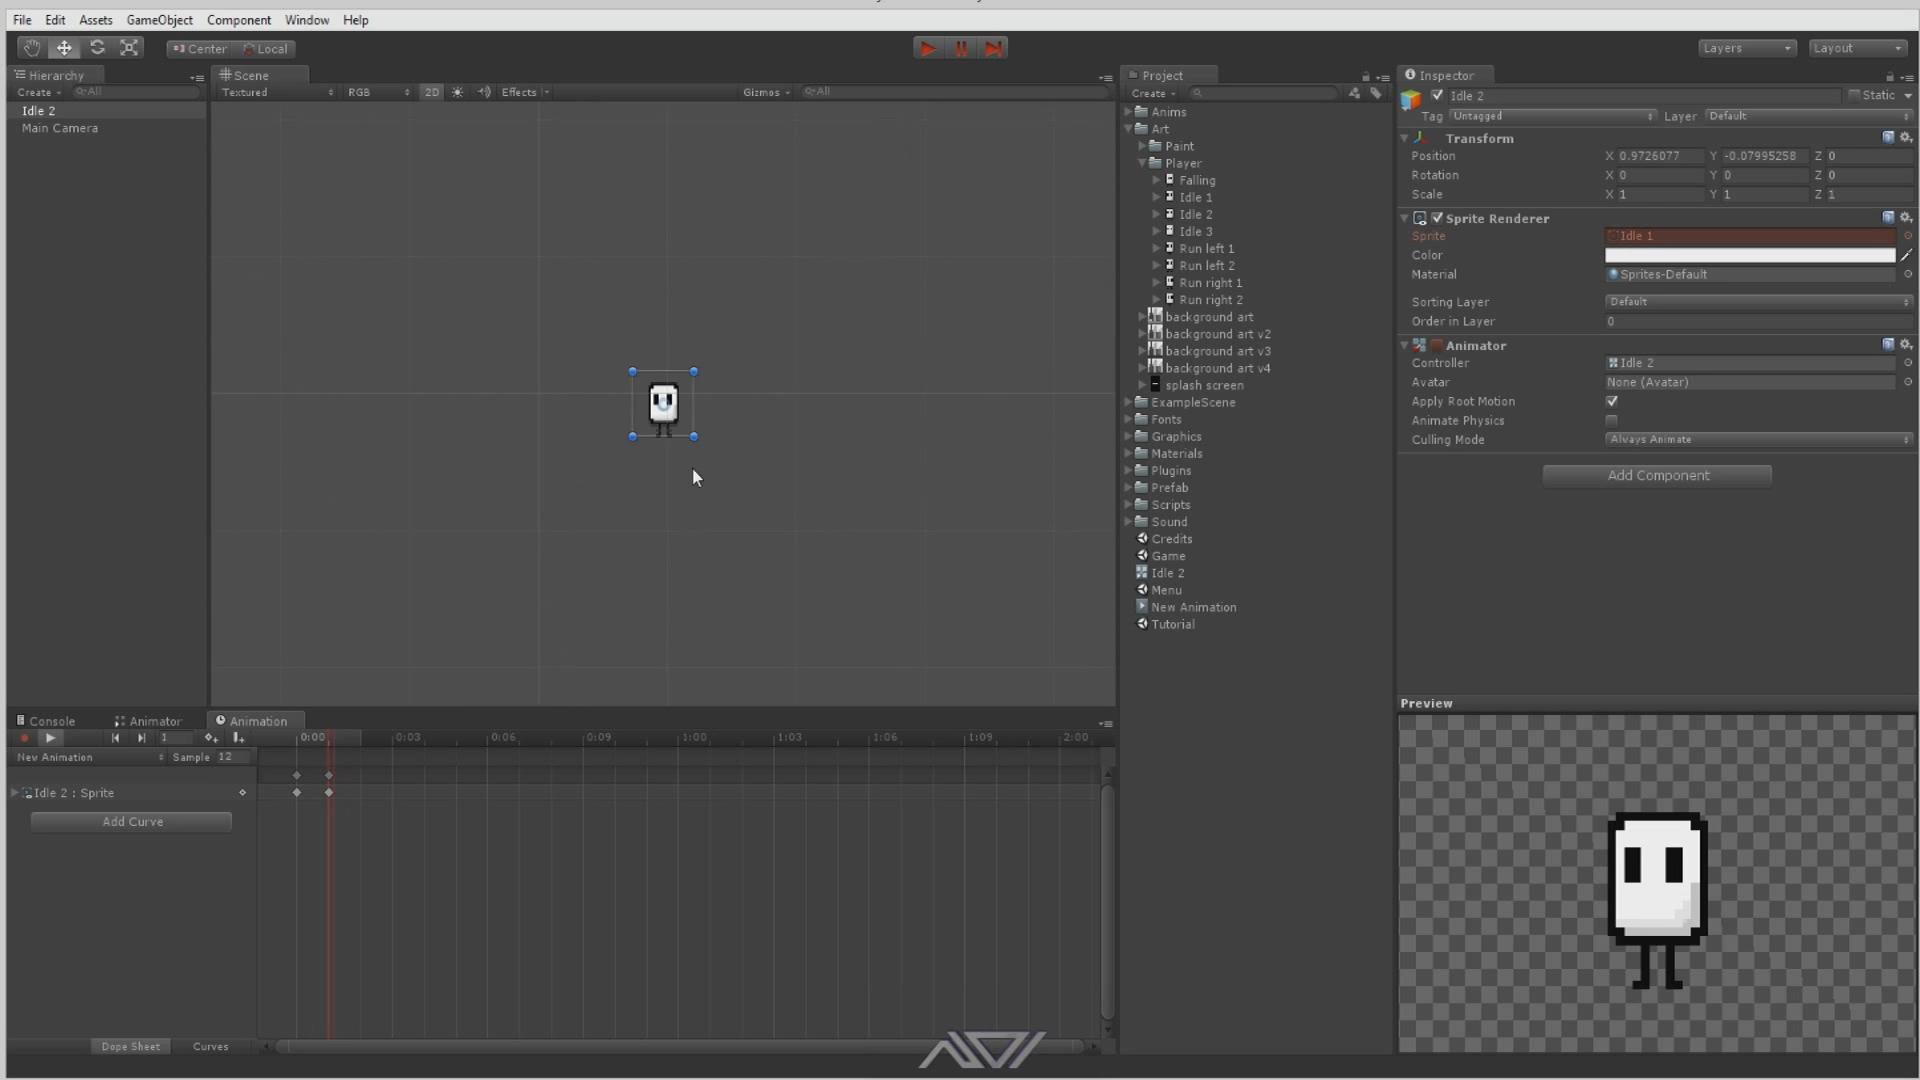 File Edit Assets GameObject Component Window Help
Center Local
Layers Layout
Hierarchy
Create All
Idle 2
Main Camera
Scene
Textured RGB 2D Effects Gizmos All
Project
Create
Anims
Art
Paint
Player
Falling
Idle 1
Idle 2
Idle 3
Run left 1
Run left 2
Run right 1
Run right 2
background art
background art v2
background art v3
background art v4
splash screen
ExampleScene
Fonts
Graphics
Materials
Plugins
Prefab
Scripts
Sound
Credits
Game
Idle 2
Menu
New Animation
Tutorial
Inspector
Idle 2 Static
Tag Untagged Layer Default
Transform
Position X 0.9726077 Y -0.07995258 Z 0
Rotation X 0 Y 0 Z 0
Scale X 1 Y 1 Z 1
Sprite Renderer
Sprite Idle 1
Color
Material Sprites-Default
Sorting Layer Default
Order in Layer 0
Animator
Controller Idle 2
Avatar None (Avatar)
Apply Root Motion
Animate Physics
Culling Mode Always Animate
Add Component
Preview
Console Animator Animation
1 0:00 0:03 0:06 0:09 1:00 1:03 1:06 1:09 2:00
New Animation Sample 12
Idle 2 : Sprite
Add Curve
Dope Sheet Curves